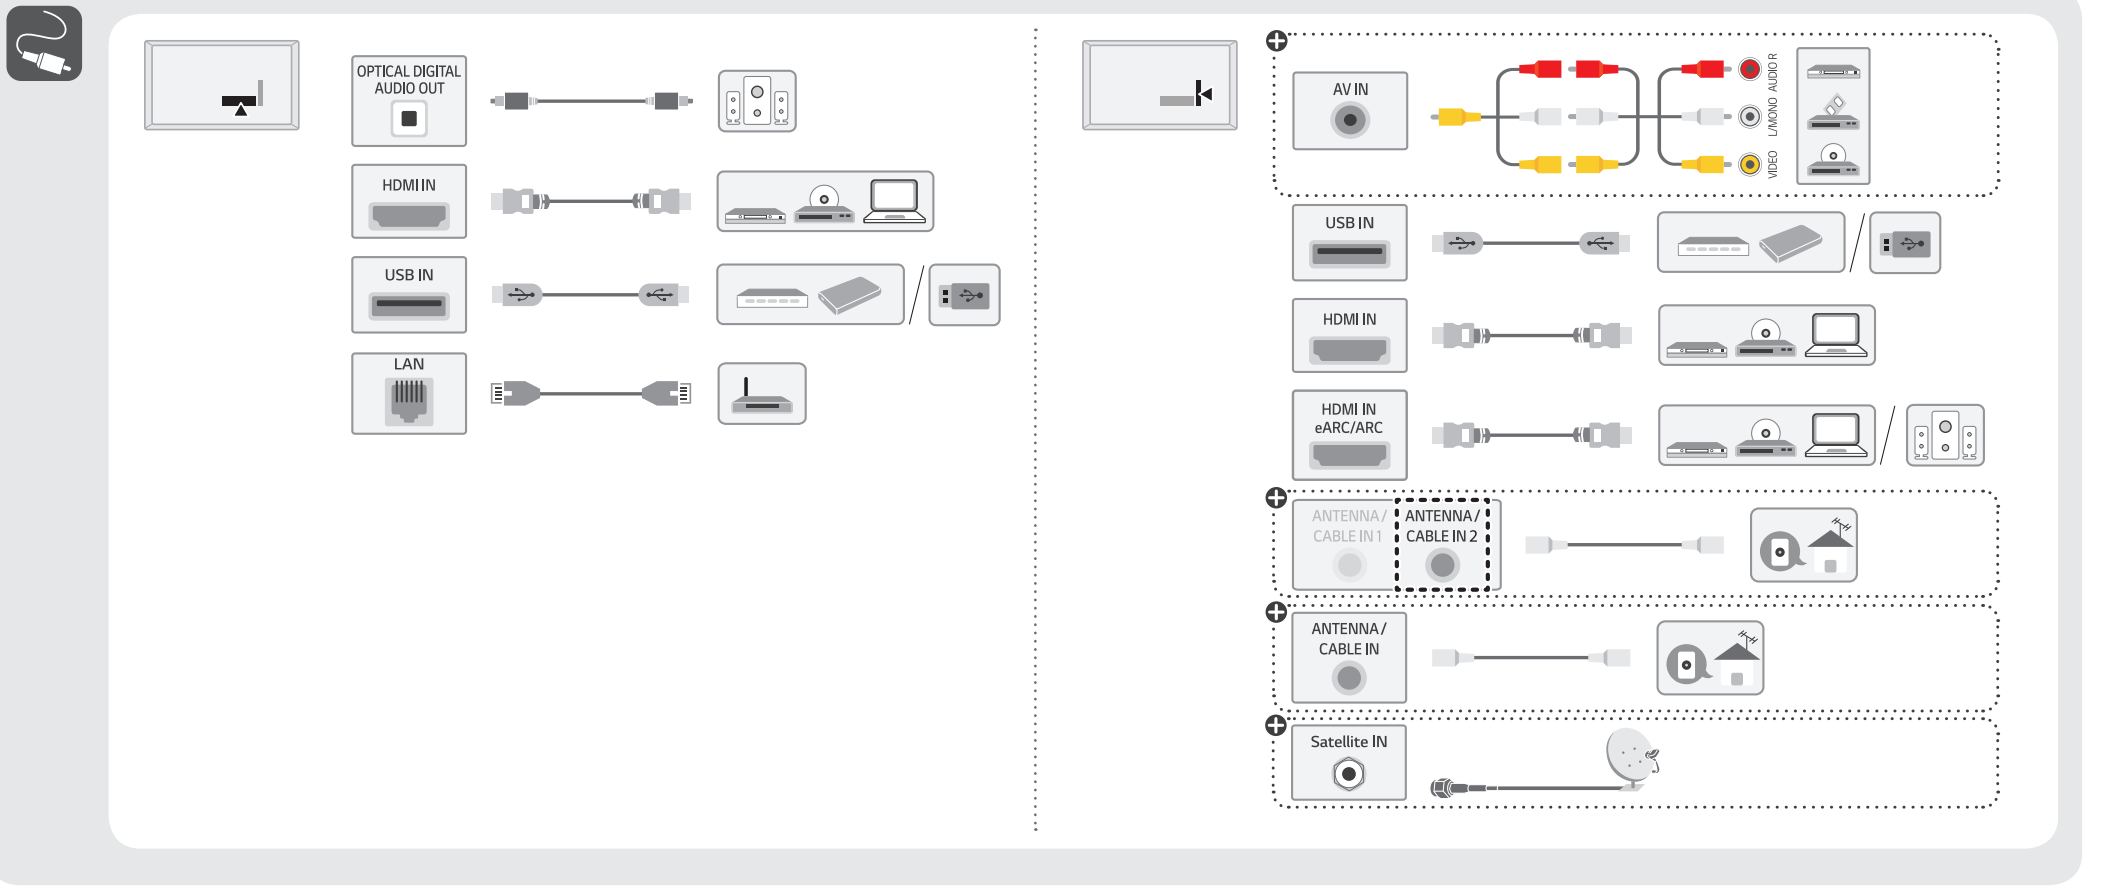 OPTICAL DIGITAL
AUDIO OUT
HDMI IN
USB IN
LAN
AV IN
AUDIO R
L/MONO
VIDEO
USB IN
HDMI IN
HDMI IN
eARC/ARC
ANTENNA/
CABLE IN 1
ANTENNA/
CABLE IN 2
ANTENNA/
CABLE IN
Satellite IN